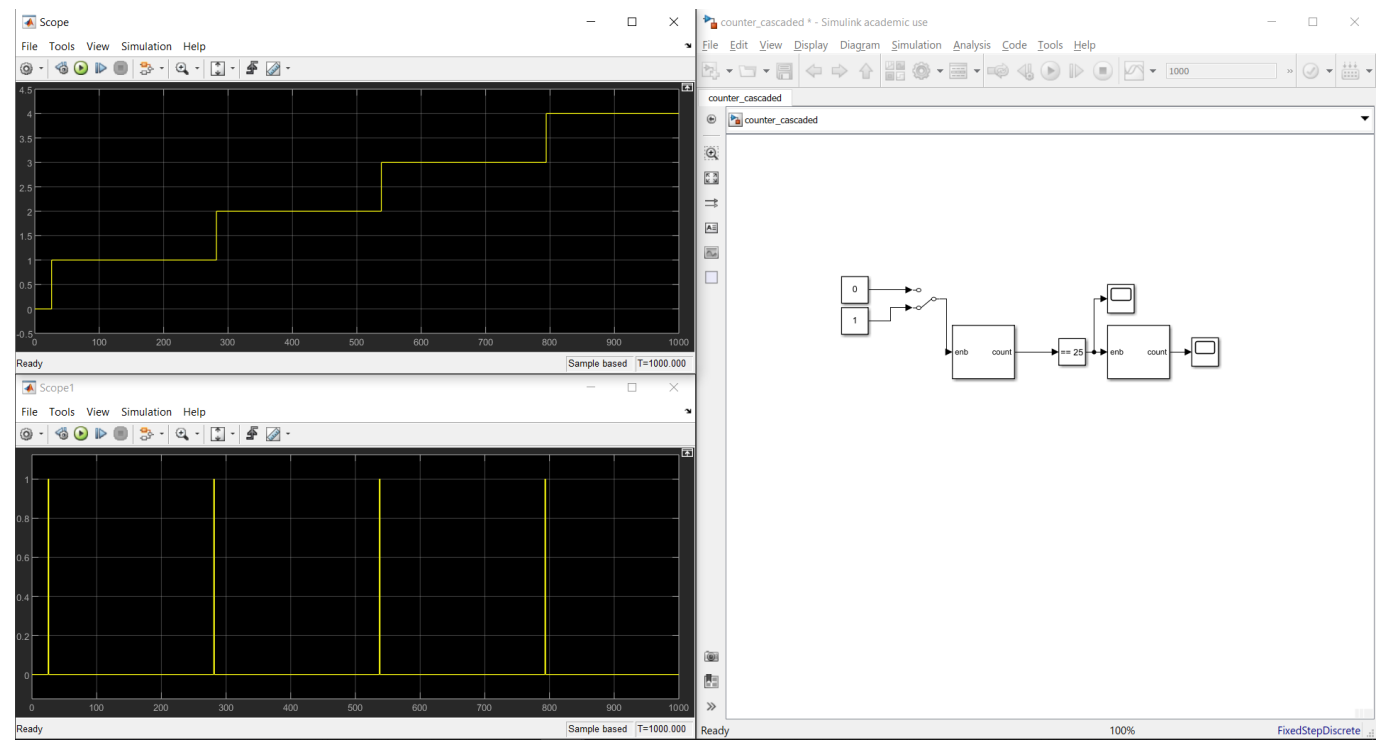 Scope
File Tools View Simulation Help
4.5
4
3.5
3
2.5
2
1.5
1
0.5
0
-0.5
0 100 200 300 400 500 600 700 800 900 1000
Ready Sample based T=1000.000
Scope1
File Tools View Simulation Help
1
0.8
0.6
0.4
0.2
0
0 100 200 300 400 500 600 700 800 900 1000
Ready Sample based T=1000.000
counter_cascaded * - Simulink academic use
File Edit View Display Diagram Simulation Analysis Code Tools Help
1000 »
counter_cascaded
counter_cascaded
0
1
enb count
== 25
enb count
Ready 100% FixedStepDiscrete